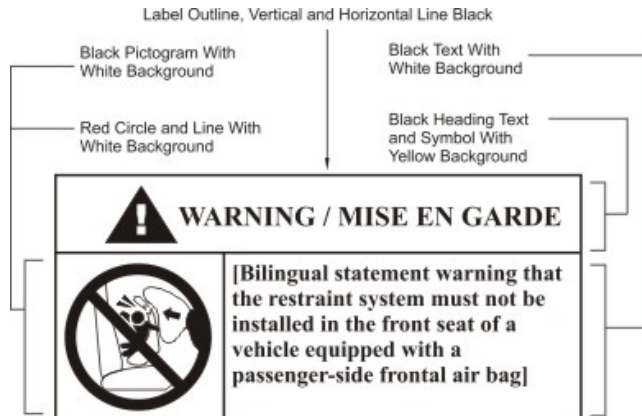 Label Outline, Vertical and Horizontal Line Black
Black Pictogram With
White Background
Black Text With
White Background
Red Circle and Line With
White Background
Black Heading Text
and Symbol With
Yellow Background
! WARNING / MISE EN GARDE
[Bilingual statement warning that
the restraint system must not be
installed in the front seat of a
vehicle equipped with a
passenger-side frontal air bag]